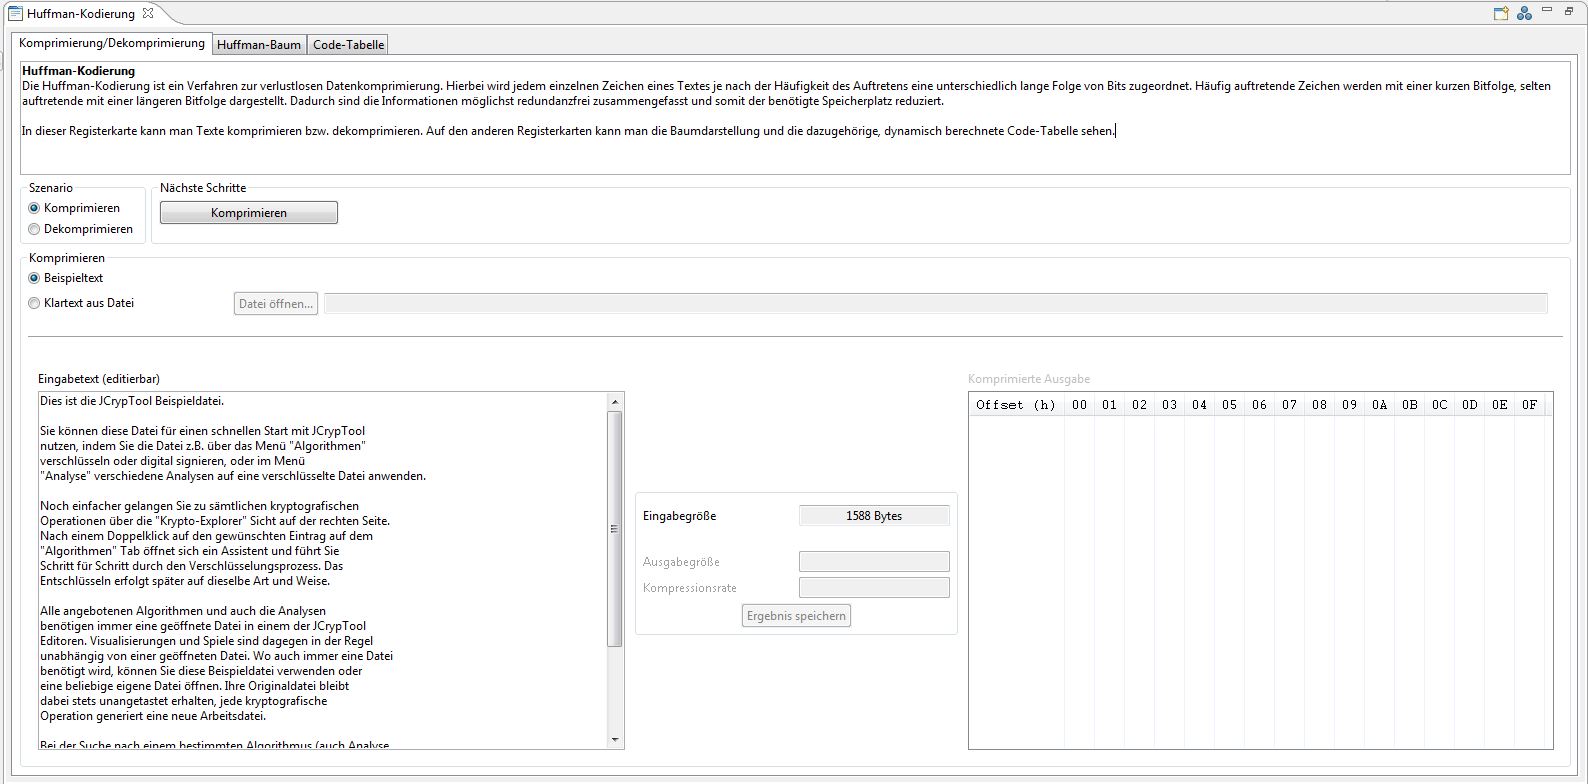 Huffman-Kodierung
Komprimierung/Dekomprimierung
Huffman-Baum
Code-Tabelle
Huffman-Kodierung
Die Huffman-Kodierung ist ein Verfahren zur verlustlosen Datenkomprimierung. Hierbei wird jedem einzelnen Zeichen eines Textes je nach der Häufigkeit des Auftretens eine unterschiedlich lange Folge von Bits zugeordnet. Häufig auftretende Zeichen werden mit einer kurzen Bitfolge, selten
auftretende mit einer längeren Bitfolge dargestellt. Dadurch sind die Informationen möglichst redundanzfrei zusammengefasst und somit der benötigte Speicherplatz reduziert.
In dieser Registerkarte kann man Texte komprimieren bzw. dekomprimieren. Auf den anderen Registerkarten kann man die Baumdarstellung und die dazugehörige, dynamisch berechnete Code-Tabelle sehen.
Szenario
Komprimieren
Dekomprimieren
Nächste Schritte
Komprimieren
Komprimieren
Beispieltext
Klartext aus Datei
Datei öffnen...
Eingabetext (editierbar)
Dies ist die JCrypTool Beispieldatei.
Sie können diese Datei für einen schnellen Start mit JCrypTool
nutzen, indem Sie die Datei z.B. über das Menü "Algorithmen"
verschlüsseln oder digital signieren, oder im Menü
"Analyse" verschiedene Analysen auf eine verschlüsselte Datei anwenden.
Noch einfacher gelangen Sie zu sämtlichen kryptografischen
Operationen über die "Krypto-Explorer" Sicht auf der rechten Seite.
Nach einem Doppelklick auf den gewünschten Eintrag auf dem
"Algorithmen" Tab öffnet sich ein Assistent und führt Sie
Schritt für Schritt durch den Verschlüsselungsprozess. Das
Entschlüsseln erfolgt später auf dieselbe Art und Weise.
Alle angebotenen Algorithmen und auch die Analysen
benötigen immer eine geöffnete Datei in einem der JCrypTool
Editoren. Visualisierungen und Spiele sind dagegen in der Regel
unabhängig von einer geöffneten Datei. Wo auch immer eine Datei
benötigt wird, können Sie diese Beispieldatei verwenden oder
eine beliebige eigene Datei öffnen. Ihre Originaldatei bleibt
dabei stets unangetastet erhalten, jede kryptografische
Operation generiert eine neue Arbeitsdatei.
Bei der Suche nach einem bestimmten Algorithmus (auch Analyse
Eingabegröße
1588 Bytes
Ausgabegröße
Kompressionsrate
Ergebnis speichern
Komprimierte Ausgabe
Offset (h) 00 01 02 03 04 05 06 07 08 09 0A 0B 0C 0D 0E 0F